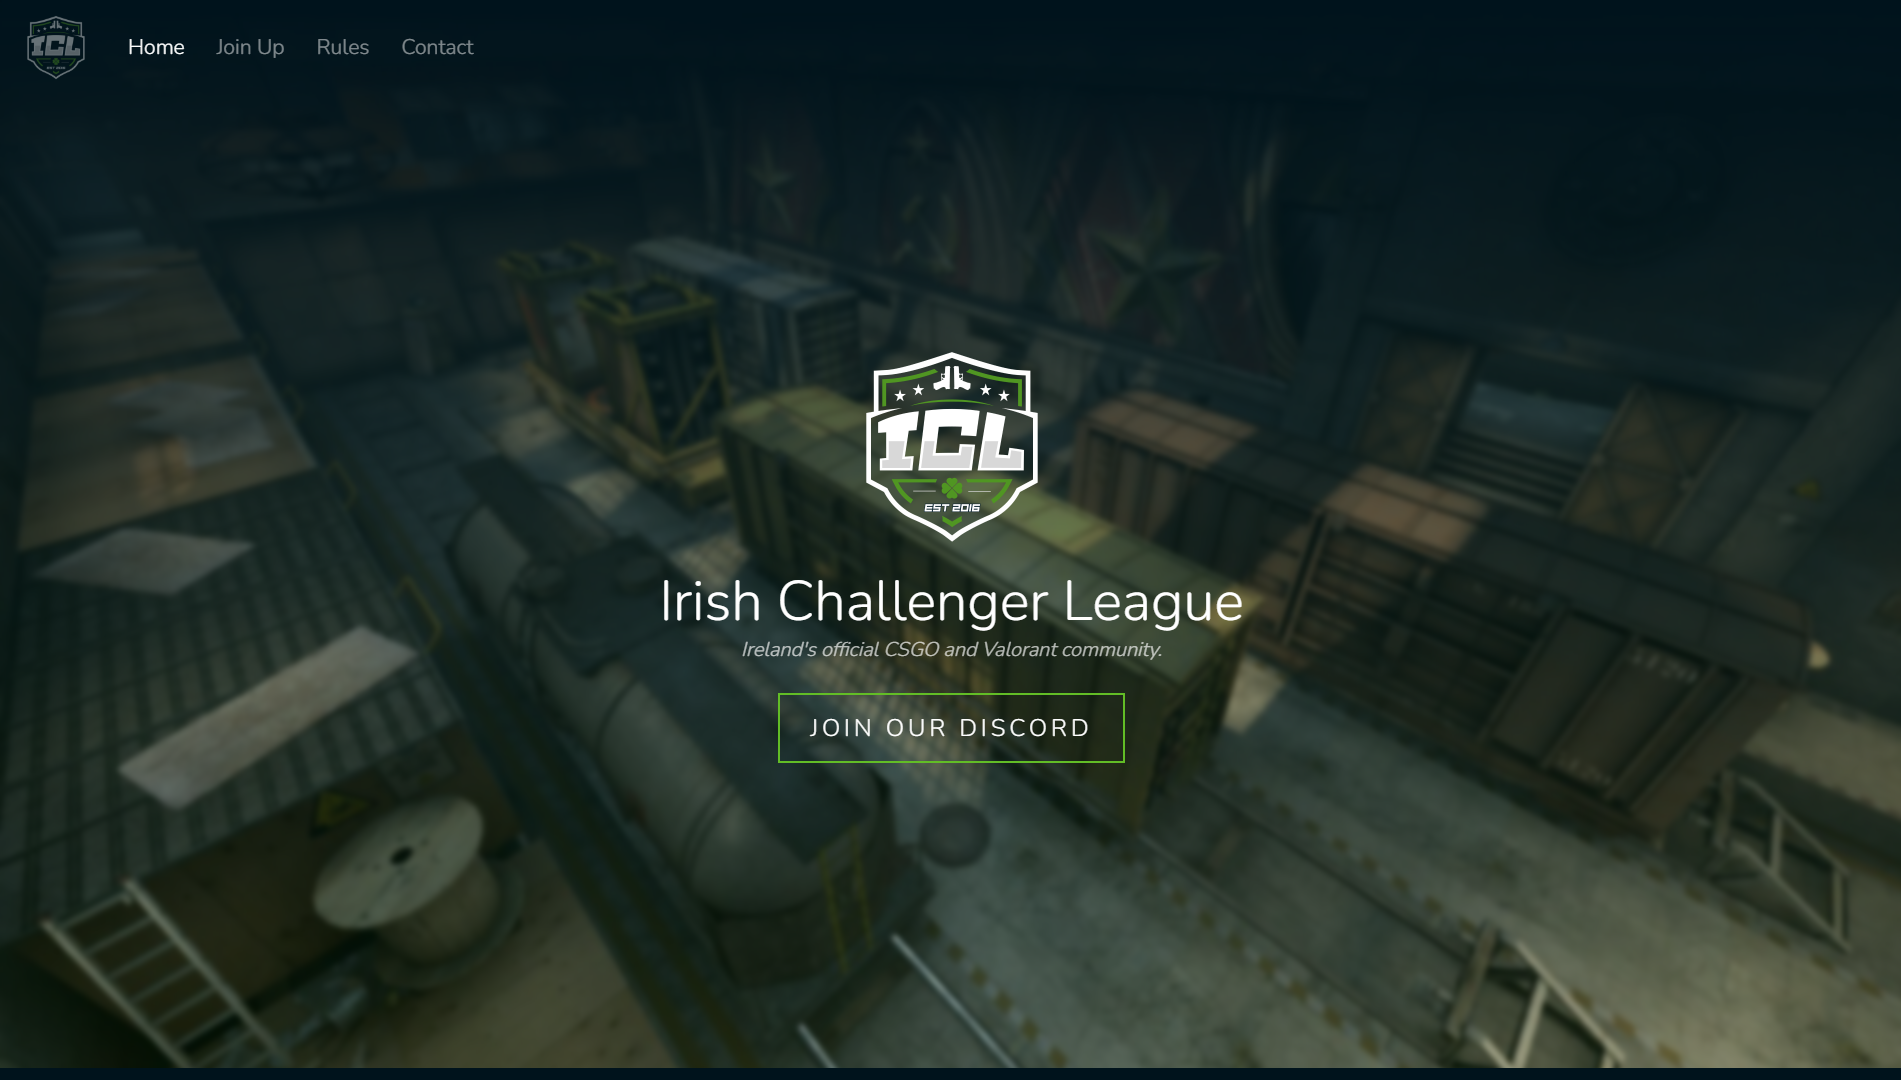 ICL
Home
Join Up
Rules
Contact
ICL
EST 2016
Irish Challenger League
Ireland's official CSGO and Valorant community.
JOIN OUR DISCORD